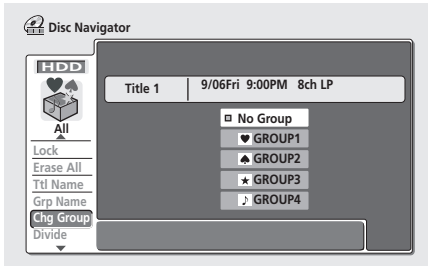 Disc Navigator
HDD
All
Lock
Erase All
Ttl Name
Grp Name
Chg Group
Divide
Title 1
9/06Fri 9:00PM 8ch LP
No Group
GROUP1
GROUP2
GROUP3
GROUP4